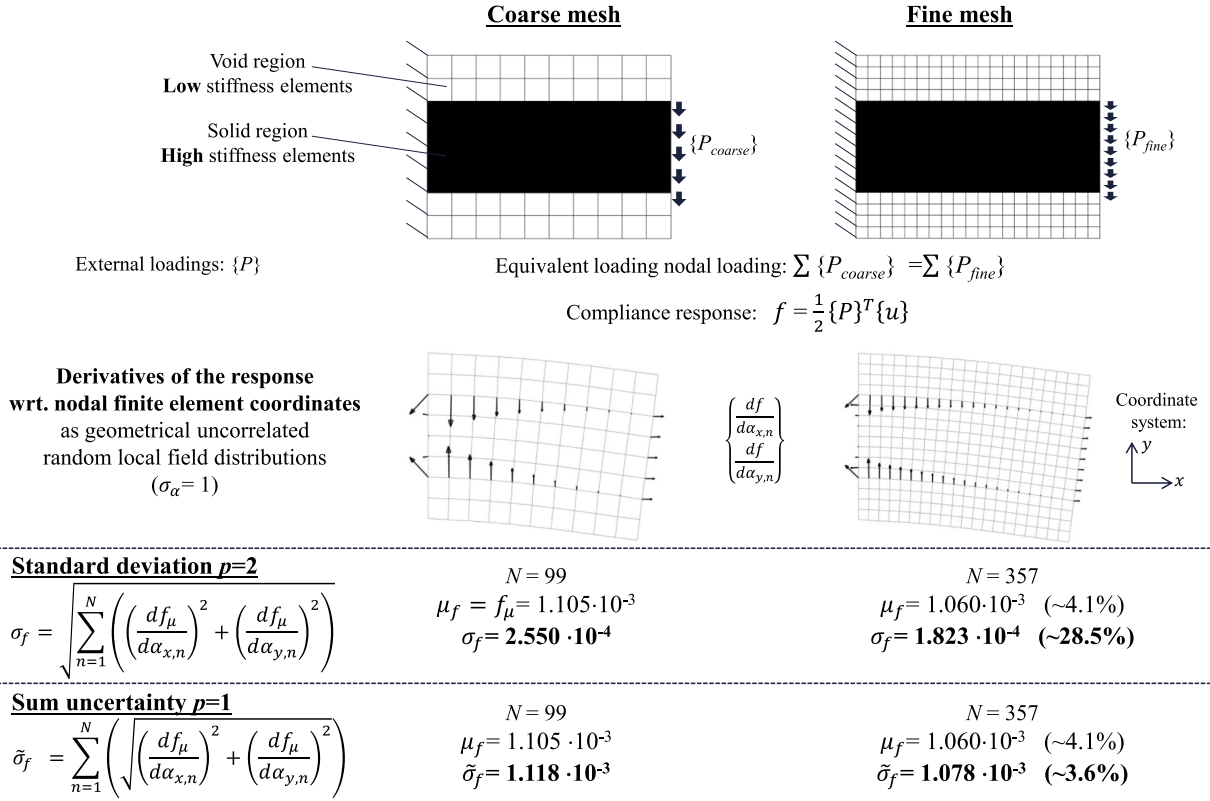 Coarse mesh
Fine mesh
Void region
Low stiffness elements
Solid region
High stiffness elements
{P_coarse}
{P_fine}
External loadings: {P}
Equivalent loading nodal loading: ∑ {P_coarse} =∑ {P_fine}
Compliance response: f = 1/2 {P}^T{u}
Derivatives of the response
wrt. nodal finite element coordinates
as geometrical uncorrelated
random local field distributions
(σ_α= 1)
{df/dα_x,n
df/dα_y,n}
Coordinate
system:
y
x
Standard deviation p=2
σ_f = √(∑_{n=1}^{N} ((df_μ/dα_x,n)^2 + (df_μ/dα_y,n)^2))
N = 99
μ_f = f_μ = 1.105·10^-3
σ_f = 2.550 ·10^-4
N = 357
μ_f = 1.060·10^-3 (~4.1%)
σ_f = 1.823 ·10^-4 (~28.5%)
Sum uncertainty p=1
σ̃_f = ∑_{n=1}^{N} (√((df_μ/dα_x,n)^2 + (df_μ/dα_y,n)^2))
N = 99
μ_f = 1.105 ·10^-3
σ̃_f = 1.118 ·10^-3
N = 357
μ_f = 1.060·10^-3 (~4.1%)
σ̃_f = 1.078 ·10^-3 (~3.6%)